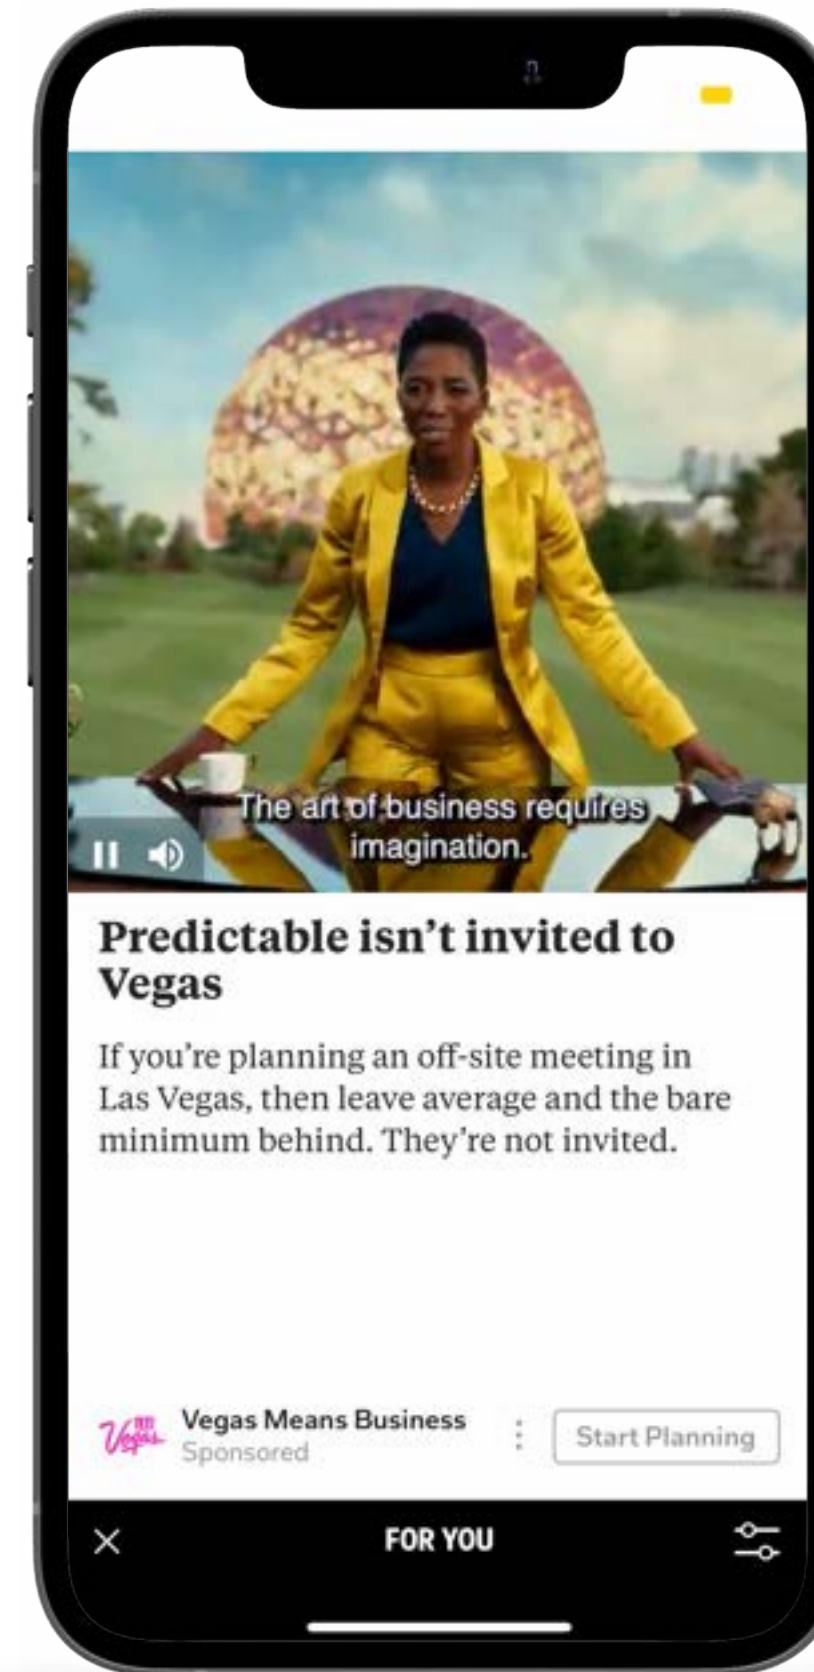 The art of business requires
imagination.
Predictable isn’t invited to
Vegas
If you’re planning an off-site meeting in
Las Vegas, then leave average and the bare
minimum behind. They’re not invited.
Vegas
Vegas Means Business
Sponsored
Start Planning
FOR YOU